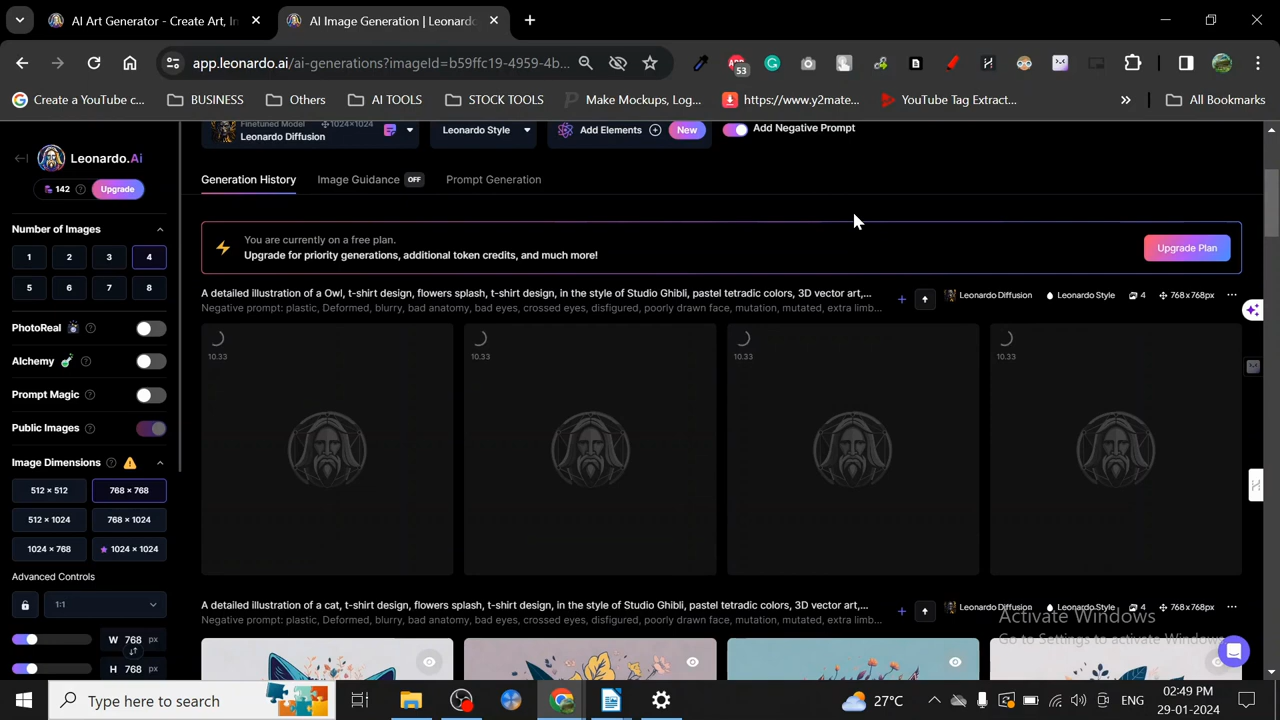 AI Art Generator - Create Art, In
AI Image Generation | Leonardo
app.leonardo.ai/ai-generations?imageId=b59ffc19-4959-4b...
53
Create a YouTube c...
BUSINESS
Others
AI TOOLS
STOCK TOOLS
Make Mockups, Log...
https://www.y2mate...
YouTube Tag Extract...
All Bookmarks
Leonardo.Ai
142
Upgrade
Number of Images
1
2
3
4
5
6
7
8
PhotoReal
Alchemy
Prompt Magic
Public Images
Image Dimensions
512 × 512
768 × 768
512 × 1024
768 × 1024
1024 × 768
1024 × 1024
Advanced Controls
1:1
W 768 px
H 768 px
Finetuned Model
1024×1024
Leonardo Diffusion
Leonardo Style
Add Elements
New
Add Negative Prompt
Generation History
Image Guidance OFF
Prompt Generation
You are currently on a free plan.
Upgrade for priority generations, additional token credits, and much more!
Upgrade Plan
A detailed illustration of a Owl, t-shirt design, flowers splash, t-shirt design, in the style of Studio Ghibli, pastel tetradic colors, 3D vector art,...
Negative prompt: plastic, Deformed, blurry, bad anatomy, bad eyes, crossed eyes, disfigured, poorly drawn face, mutation, mutated, extra limb...
Leonardo Diffusion
Leonardo Style
4
768x768px
10.33
10.33
10.33
10.33
A detailed illustration of a cat, t-shirt design, flowers splash, t-shirt design, in the style of Studio Ghibli, pastel tetradic colors, 3D vector art,...
Negative prompt: plastic, Deformed, blurry, bad anatomy, bad eyes, crossed eyes, disfigured, poorly drawn face, mutation, mutated, extra limb...
Leonardo Diffusion
Leonardo Style
4
768x768px
Activate Windows
Go to Settings to activate Windows.
Type here to search
27°C
ENG
02:49 PM
29-01-2024